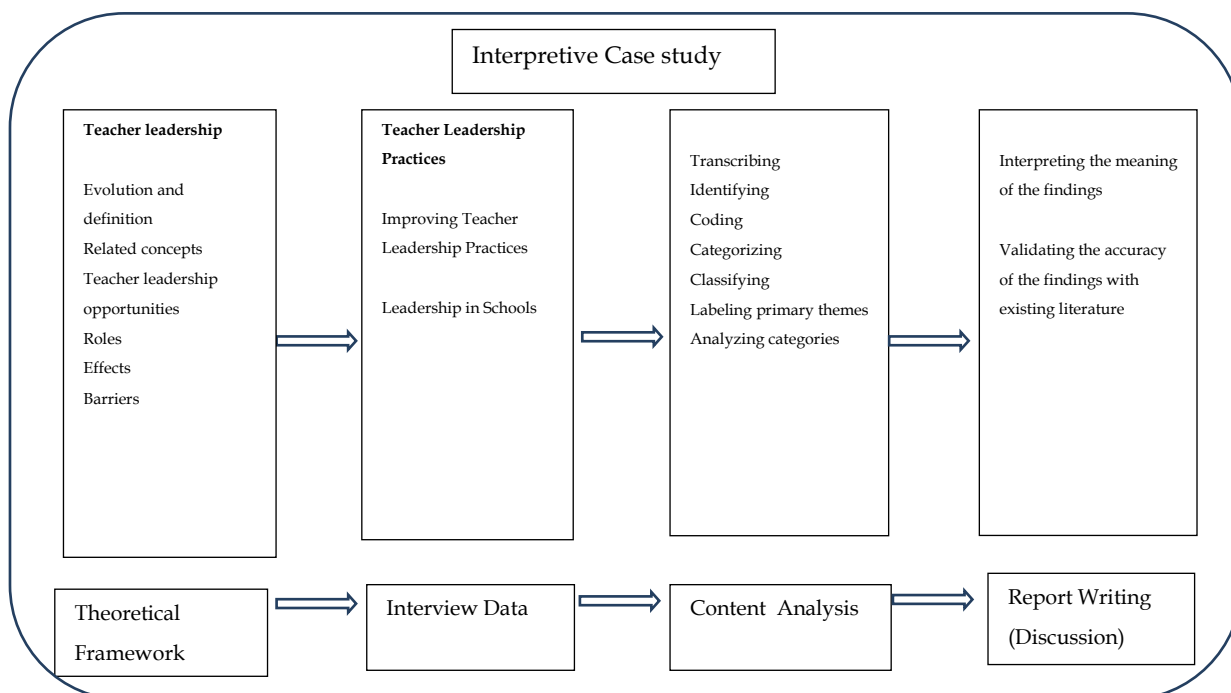 Interpretive Case study
Teacher leadership
Evolution and
definition
Related concepts
Teacher leadership
opportunities
Roles
Effects
Barriers
Teacher Leadership
Practices
Improving Teacher
Leadership Practices
Leadership in Schools
Transcribing
Identifying
Coding
Categorizing
Classifying
Labeling primary themes
Analyzing categories
Interpreting the meaning
of the findings
Validating the accuracy
of the findings with
existing literature
Theoretical
Framework
Interview Data
Content Analysis
Report Writing
(Discussion)